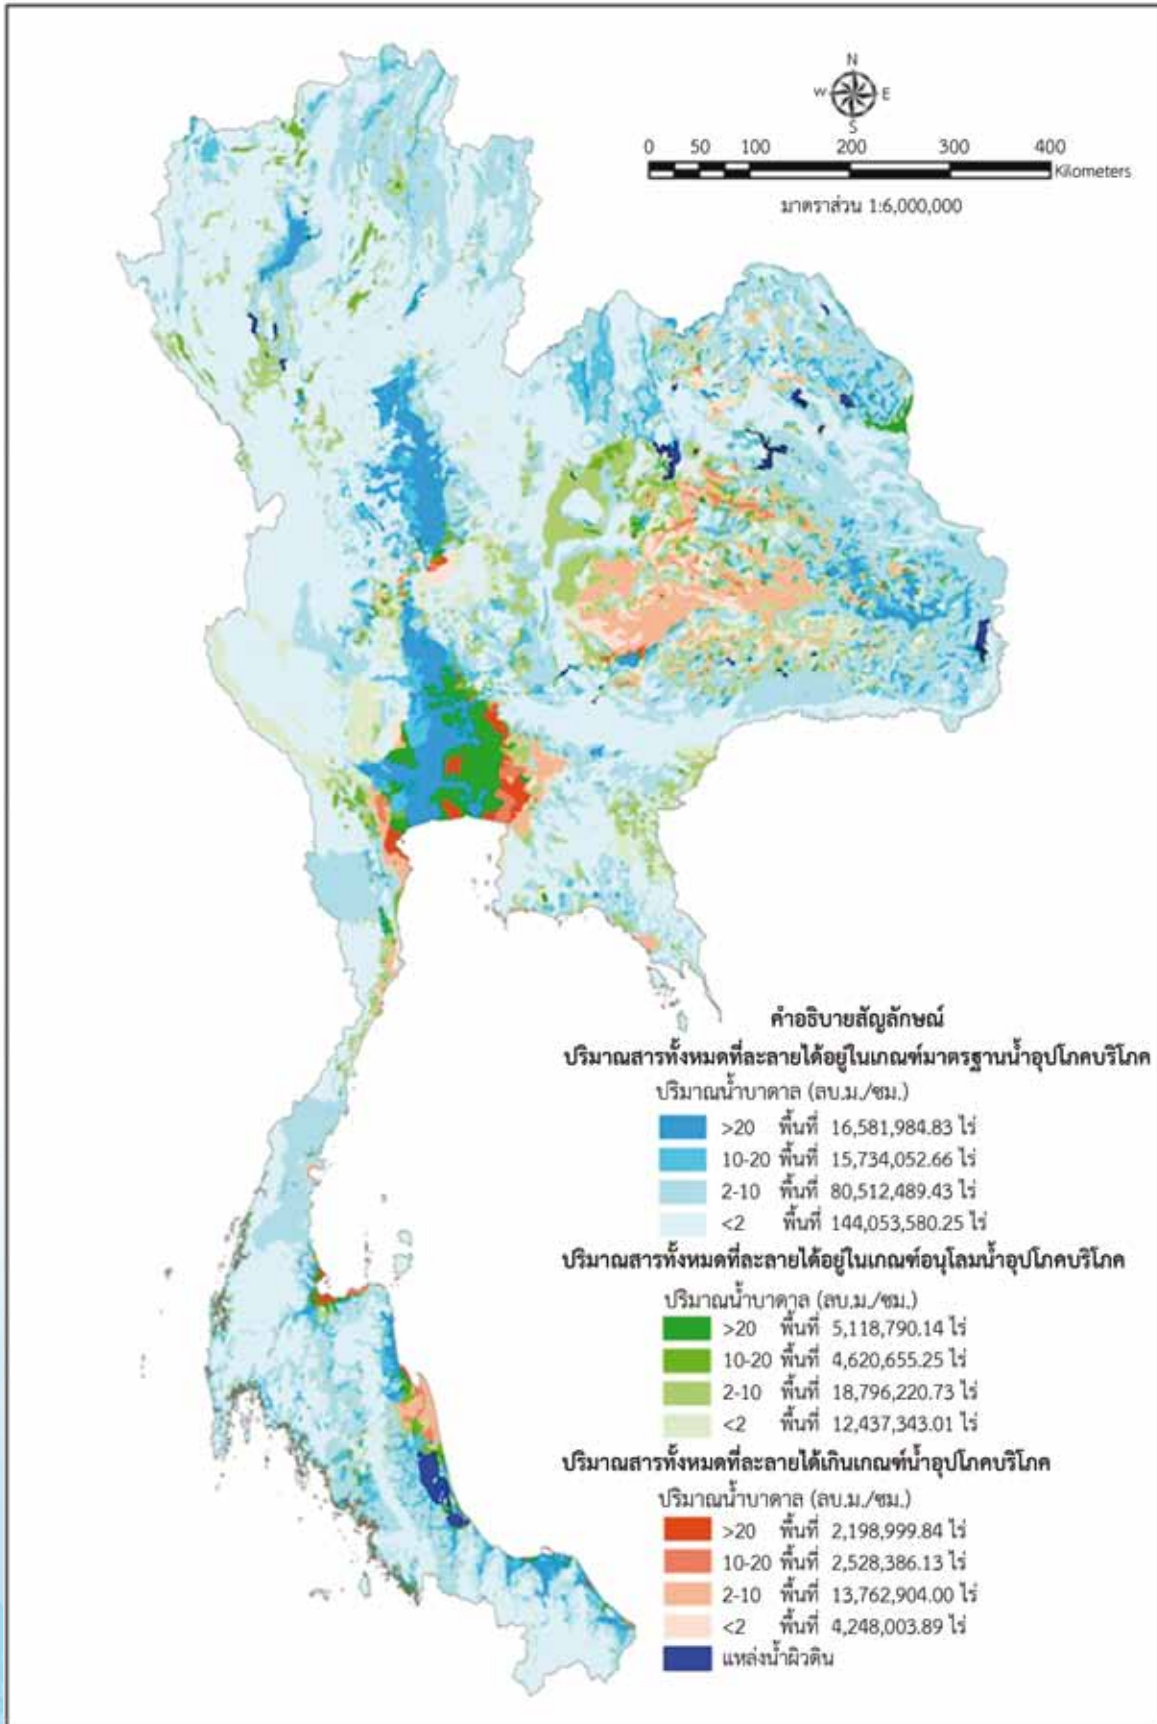 N
W E
S
0 50 100 200 300 400
Kilometers
มาตราส่วน 1:6,000,000
คำอธิบายสัญลักษณ์
ปริมาณสารทั้งหมดที่ละลายได้อยู่ในเกณฑ์มาตรฐานน้ำอุปโภคบริโภค
ปริมาณน้ำบาดาล (ลบ.ม./ชม.)
>20 พื้นที่ 16,581,984.83 ไร่
10-20 พื้นที่ 15,734,052.66 ไร่
2-10 พื้นที่ 80,512,489.43 ไร่
<2 พื้นที่ 144,053,580.25 ไร่
ปริมาณสารทั้งหมดที่ละลายได้อยู่ในเกณฑ์อนุโลมน้ำอุปโภคบริโภค
ปริมาณน้ำบาดาล (ลบ.ม./ชม.)
>20 พื้นที่ 5,118,790.14 ไร่
10-20 พื้นที่ 4,620,655.25 ไร่
2-10 พื้นที่ 18,796,220.73 ไร่
<2 พื้นที่ 12,437,343.01 ไร่
ปริมาณสารทั้งหมดที่ละลายได้เกินเกณฑ์น้ำอุปโภคบริโภค
ปริมาณน้ำบาดาล (ลบ.ม./ชม.)
>20 พื้นที่ 2,198,999.84 ไร่
10-20 พื้นที่ 2,528,386.13 ไร่
2-10 พื้นที่ 13,762,904.00 ไร่
<2 พื้นที่ 4,248,003.89 ไร่
แหล่งน้ำผิวดิน